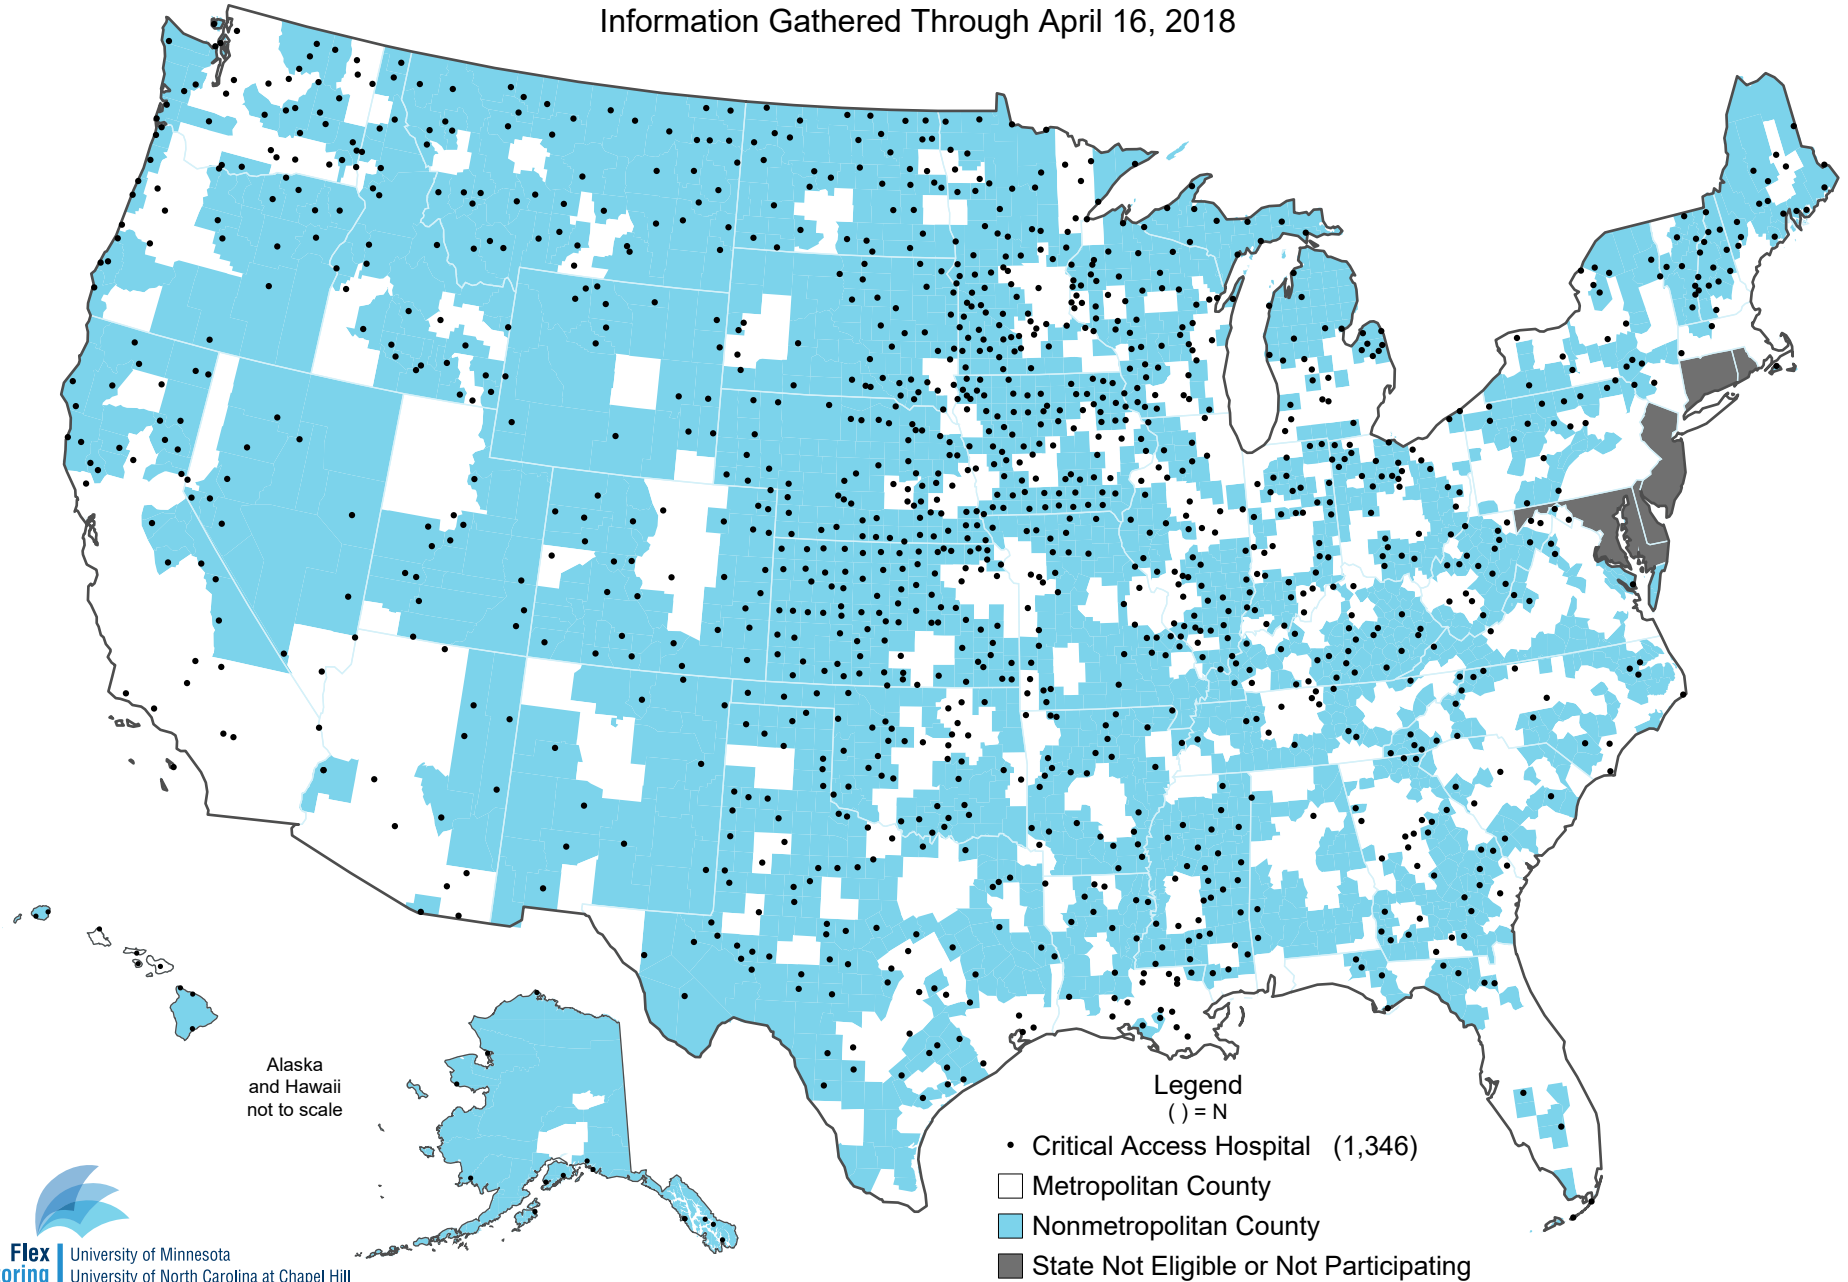 Information Gathered Through April 16, 2018
Alaska
and Hawaii
not to scale
Legend
( ) = N
Critical Access Hospital (1,346)
Metropolitan County
Nonmetropolitan County
State Not Eligible or Not Participating
Flex
University of Minnesota
University of North Carolina at Chapel Hill